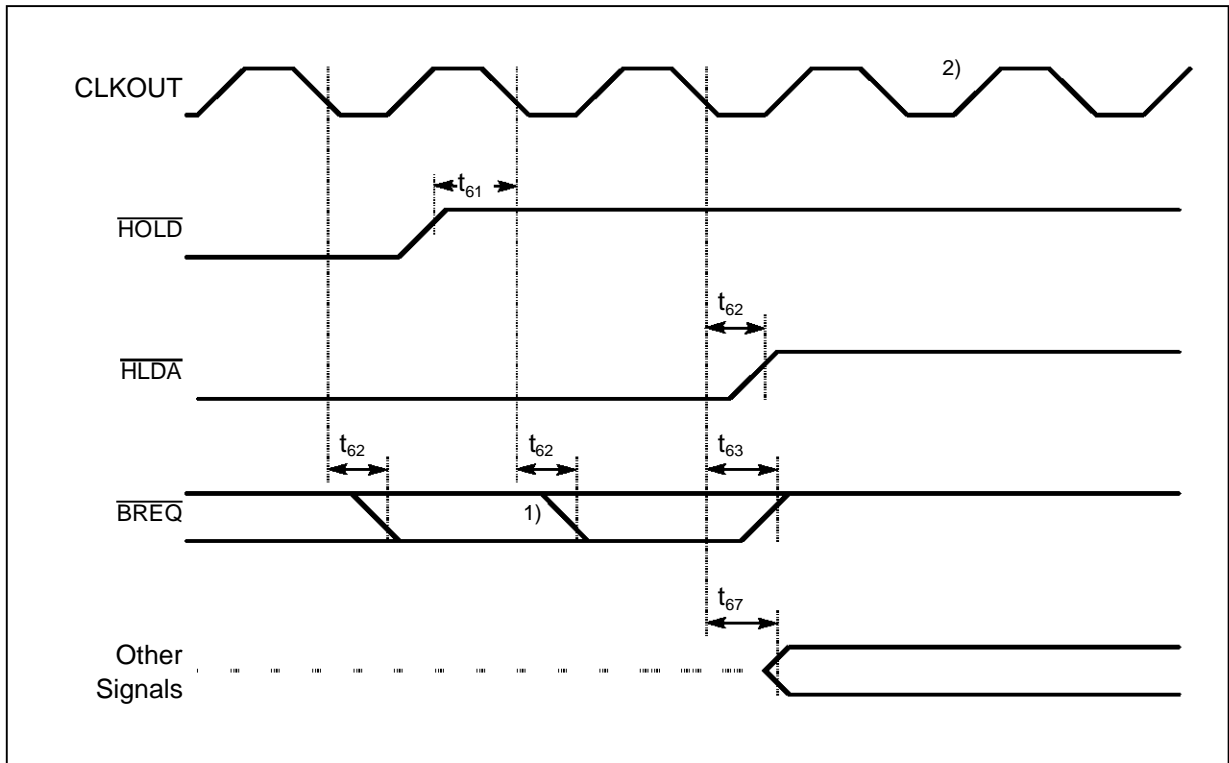 CLKOUT
2)
t61
HOLD
t62
HLDA
t62
t62
t63
BREQ
1)
t67
Other
Signals